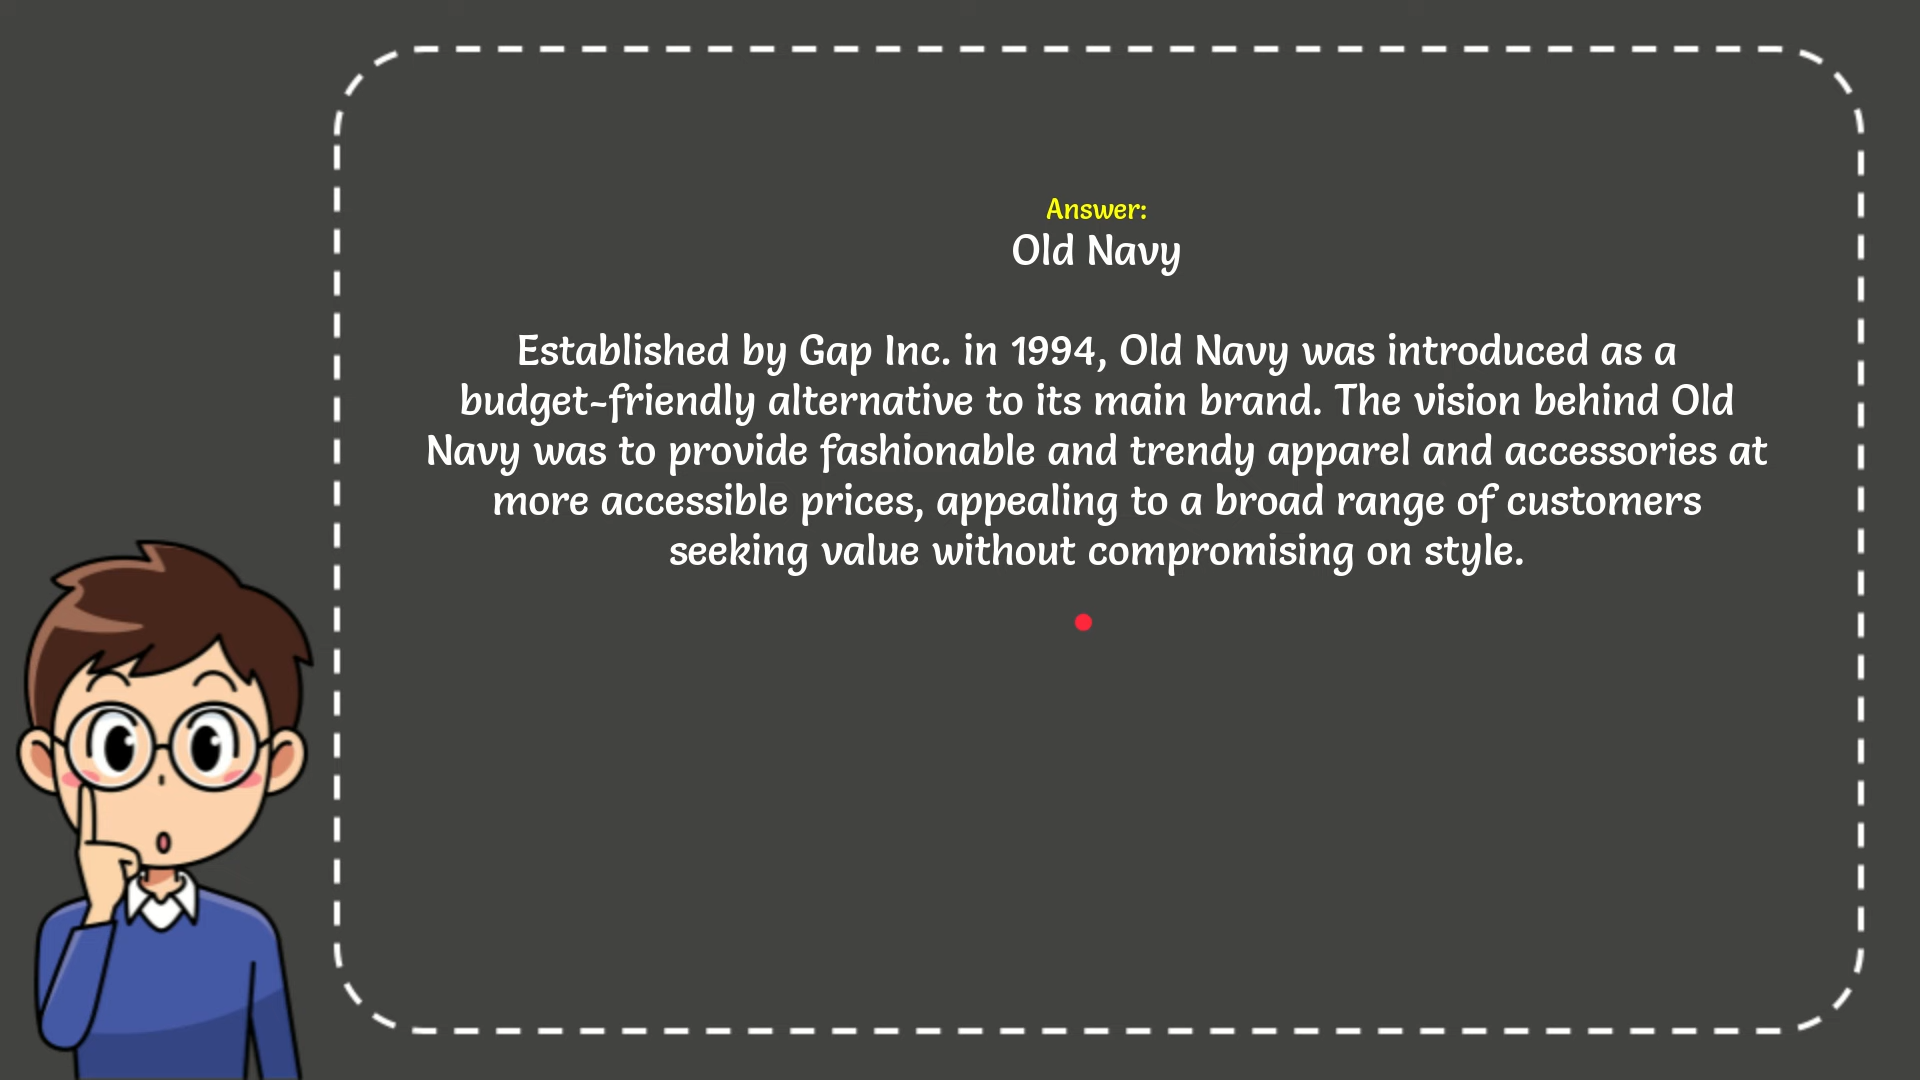 Answer:
Old Navy
Established by Gap Inc. in 1994, Old Navy was introduced as a
budget-friendly alternative to its main brand. The vision behind Old
Navy was to provide fashionable and trendy apparel and accessories at
more accessible prices, appealing to a broad range of customers
seeking value without compromising on style.